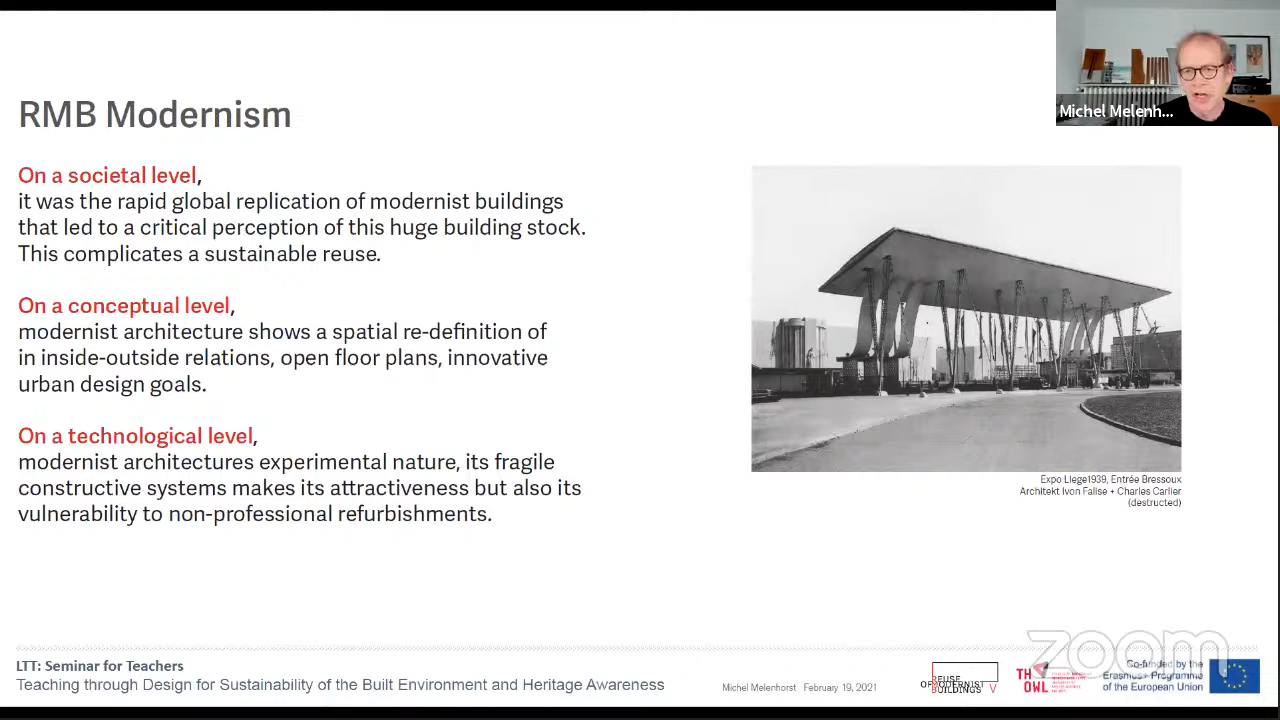 RMB Modernism
Michel Melenh...
On a societal level,
it was the rapid global replication of modernist buildings
that led to a critical perception of this huge building stock.
This complicates a sustainable reuse.
On a conceptual level,
modernist architecture shows a spatial re-definition of
in inside-outside relations, open floor plans, innovative
urban design goals.
On a technological level,
modernist architectures experimental nature, its fragile
constructive systems makes its attractiveness but also its
vulnerability to non-professional refurbishments.
Expo Liege1939, Entrée Bressoux
Architekt Ivon Falise + Charles Carlier
(destructed)
LTT: Seminar for Teachers
Teaching through Design for Sustainability of the Built Environment and Heritage Awareness
February 19, 2021
REUSE
OF MODERNIST
BUILDINGS
TH
OWL
Co-funded by the
Erasmus+ Programme
of the European Union
zoom